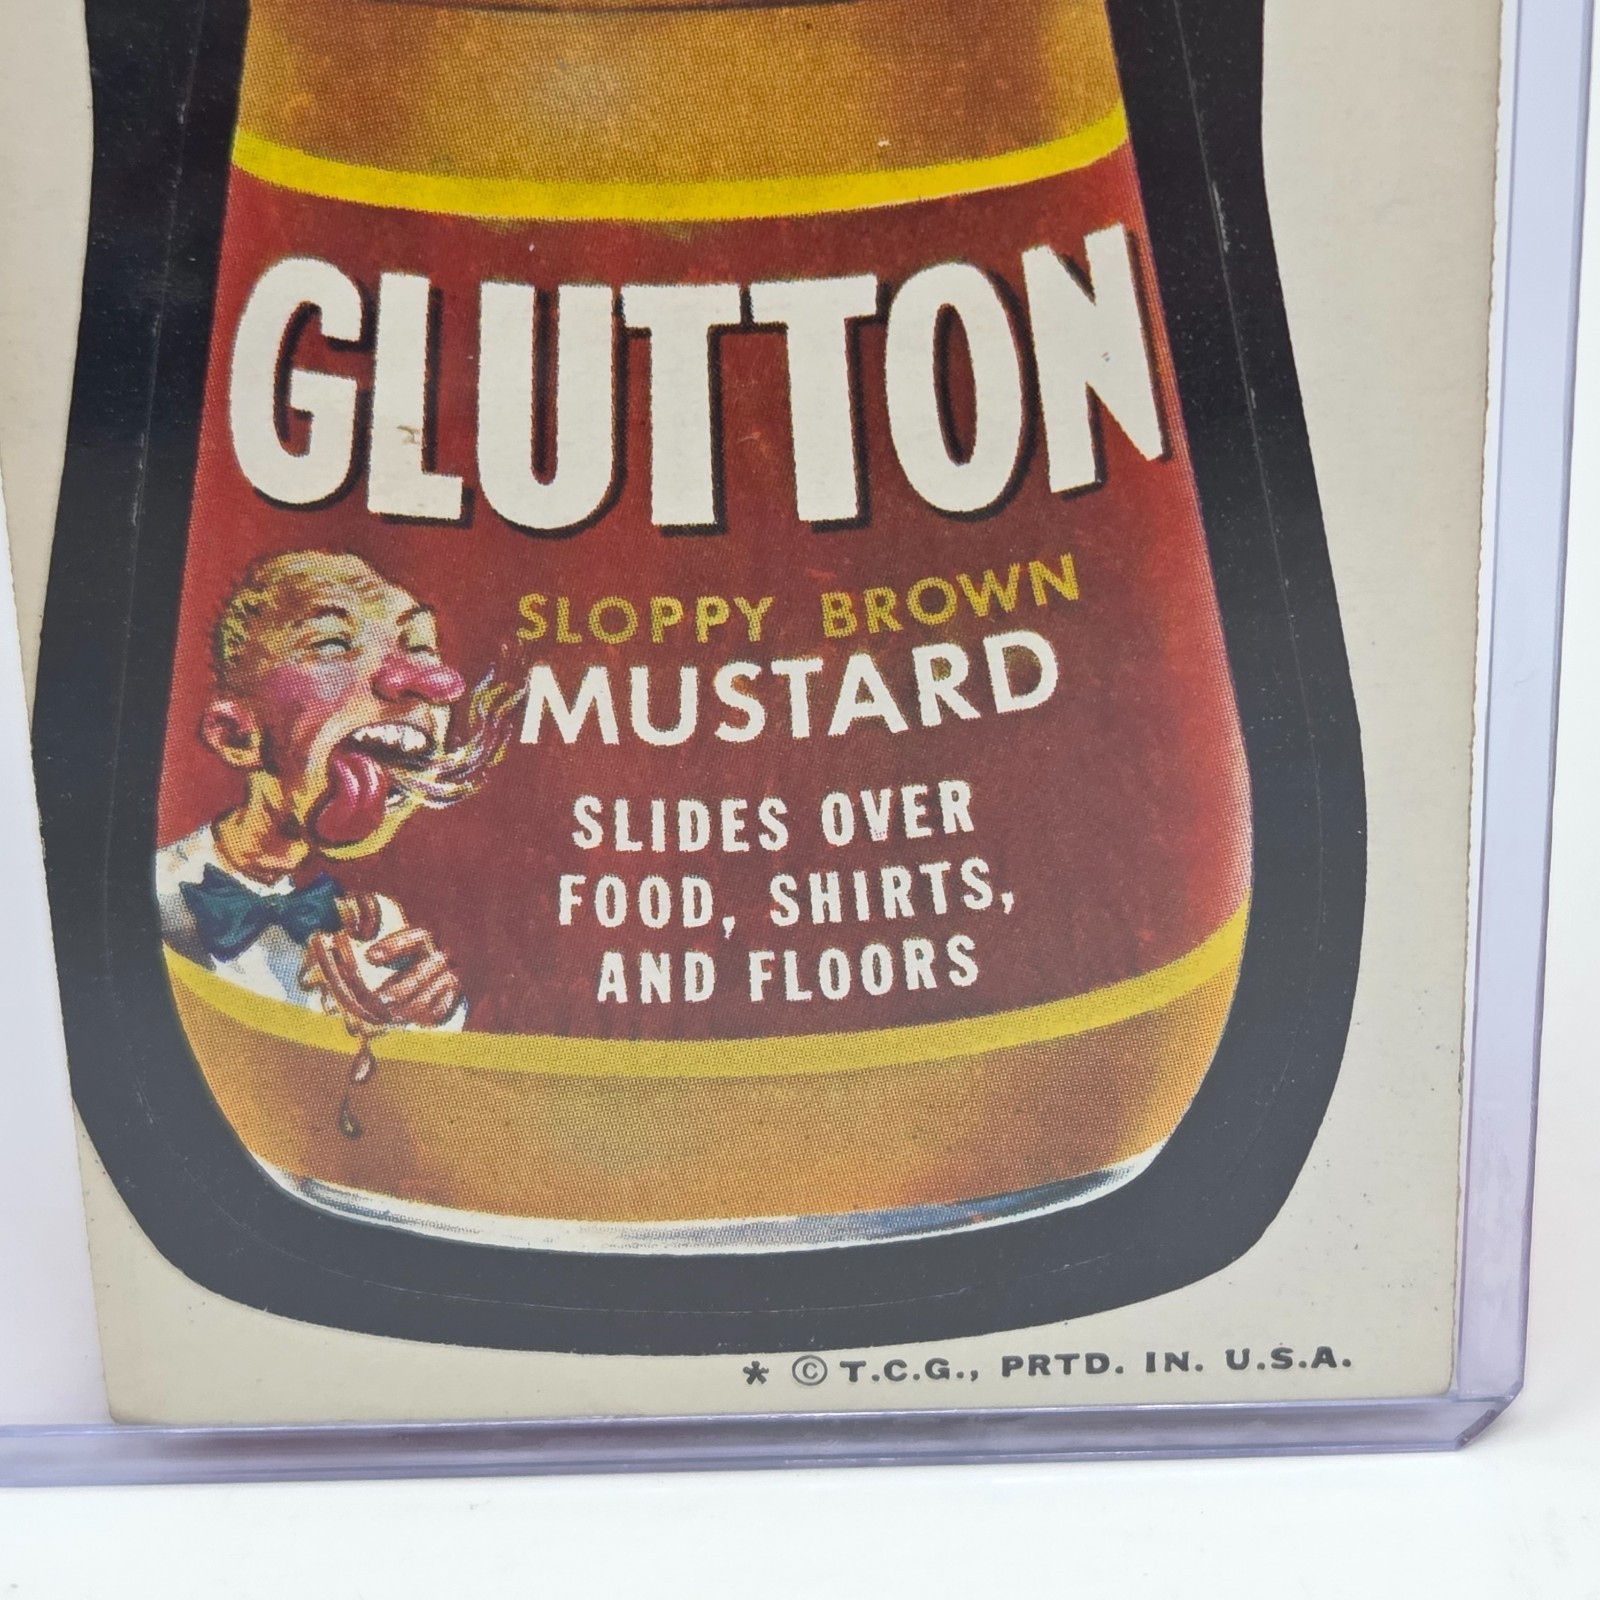 GLUTTON
SLOPPY BROWN
MUSTARD
SLIDES OVER
FOOD, SHIRTS,
AND FLOORS
* © T.C.G., PRTD. IN. U.S.A.